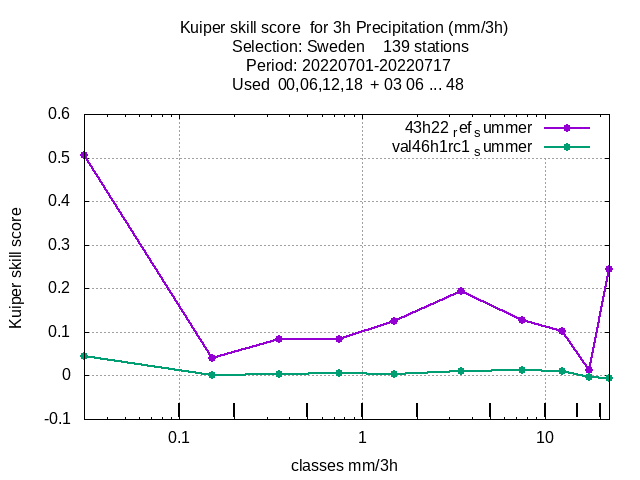 Kuiper skill score  for 3h Precipitation (mm/3h)
Selection: Sweden    139 stations
Period: 20220701-20220717
Used  00,06,12,18  + 03 06 ... 48
43h22 ref summer
val46h1rc1 summer
0.6
0.5
0.4
0.3
0.2
0.1
0
-0.1
Kuiper skill score
0.1
1
10
classes mm/3h